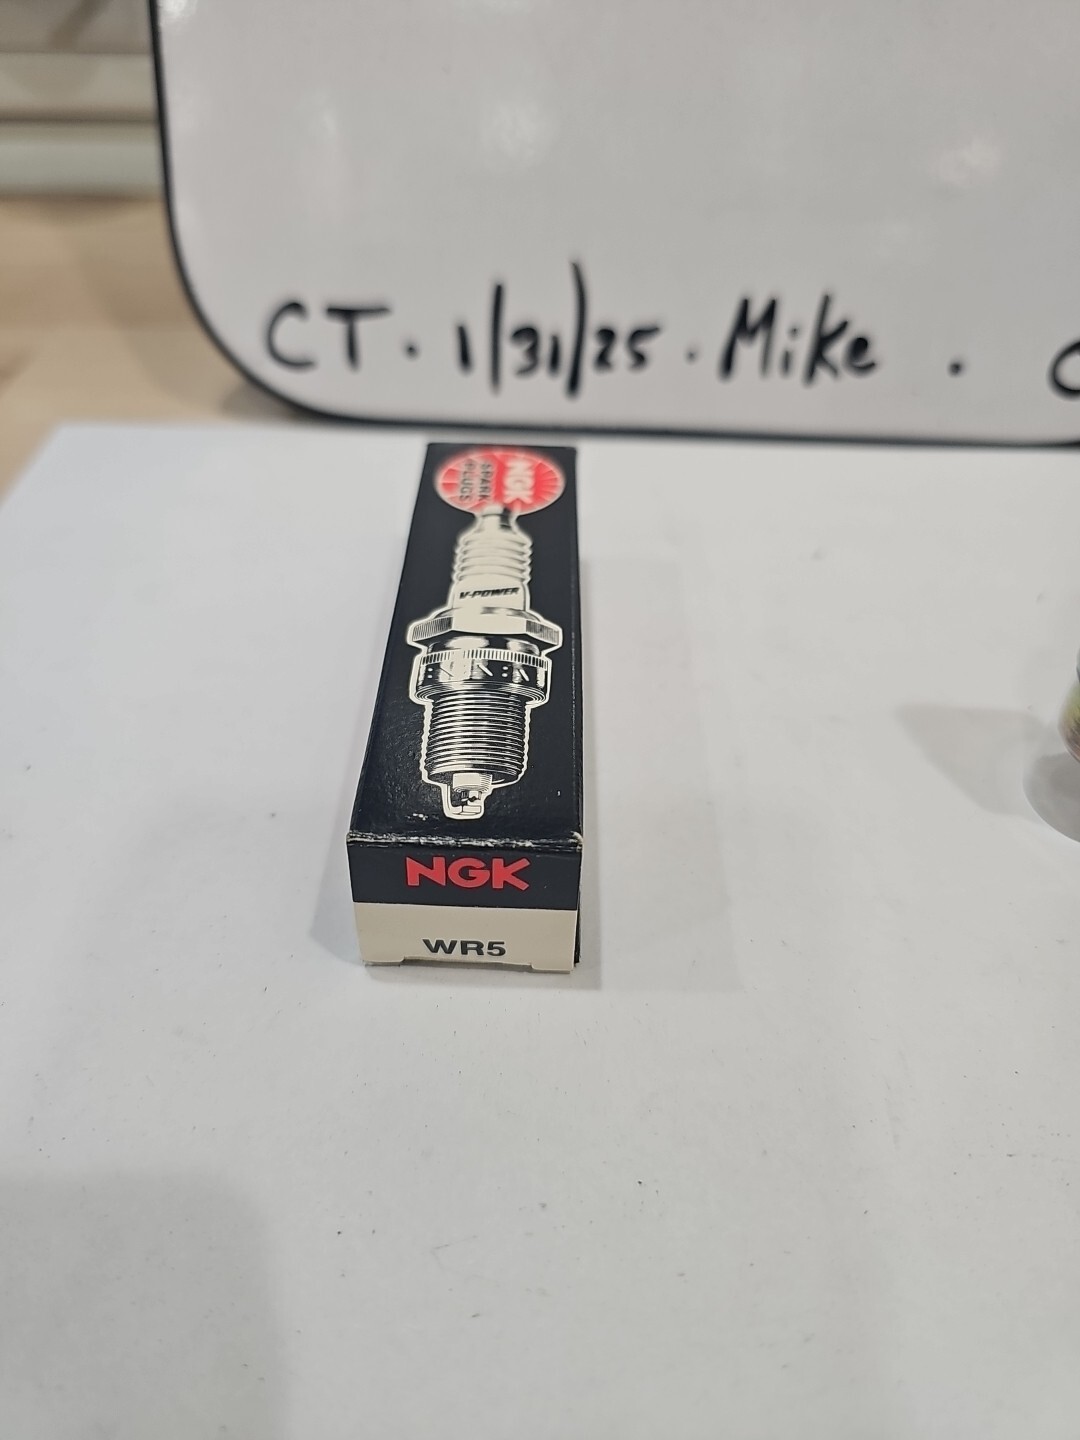 CT · 1/31/25 · Mike ·
NGK
SPARK
PLUGS
V-POWER
NGK
WR5